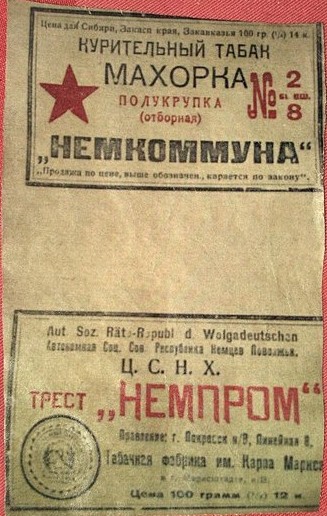 Цена для Сибири, Закасп края, Закавказья 100 гр. (¼) 14 к.
КУРИТЕЛЬНЫЙ ТАБАК
МАХОРКА
ПОЛУКРУПКА
(отборная)
№ 2
8
„НЕМКОММУНА“
„Продажа по цене, выше обозначен., карается по закону“.
Aut. Soz. Räte-Republ d. Wolgadeutschen
Автономная Соц. Сов. Республика Немцев Поволжья.
Ц. С. Н. Х.
ТРЕСТ „НЕМПРОМ“
Правление: г. Покровск н/В, Линейная 8.
Табачная фабрика им. Карла Маркса
в г. Марксштадте, н/В.
Цена 100 грамм (¼) 12 к.